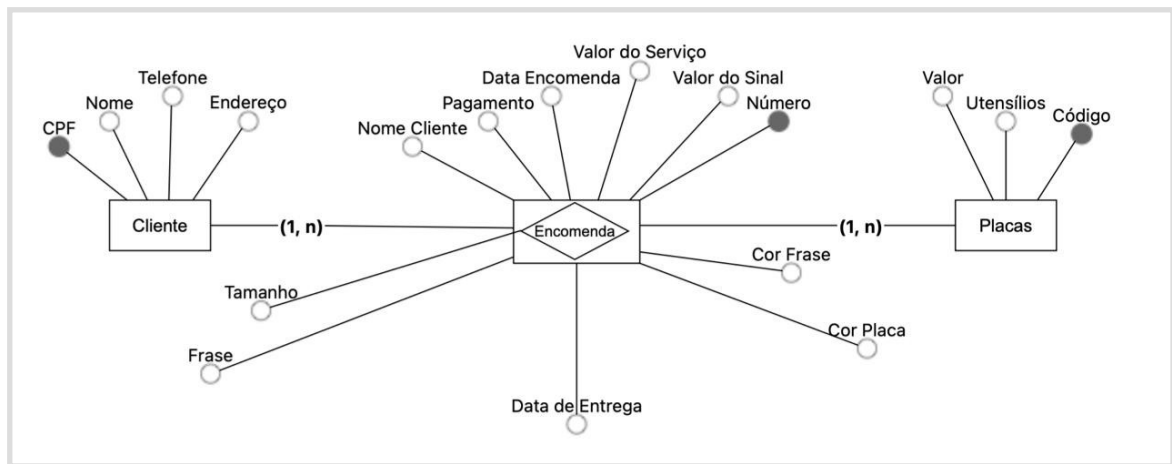 Valor do Serviço
Telefone
Data Encomenda
Valor do Sinal
Valor
Nome
Endereço
Pagamento
Número
Utensílios
CPF
Nome Cliente
Código
Cliente
(1, n)
Encomenda
(1, n)
Placas
Cor Frase
Tamanho
Cor Placa
Frase
Data de Entrega